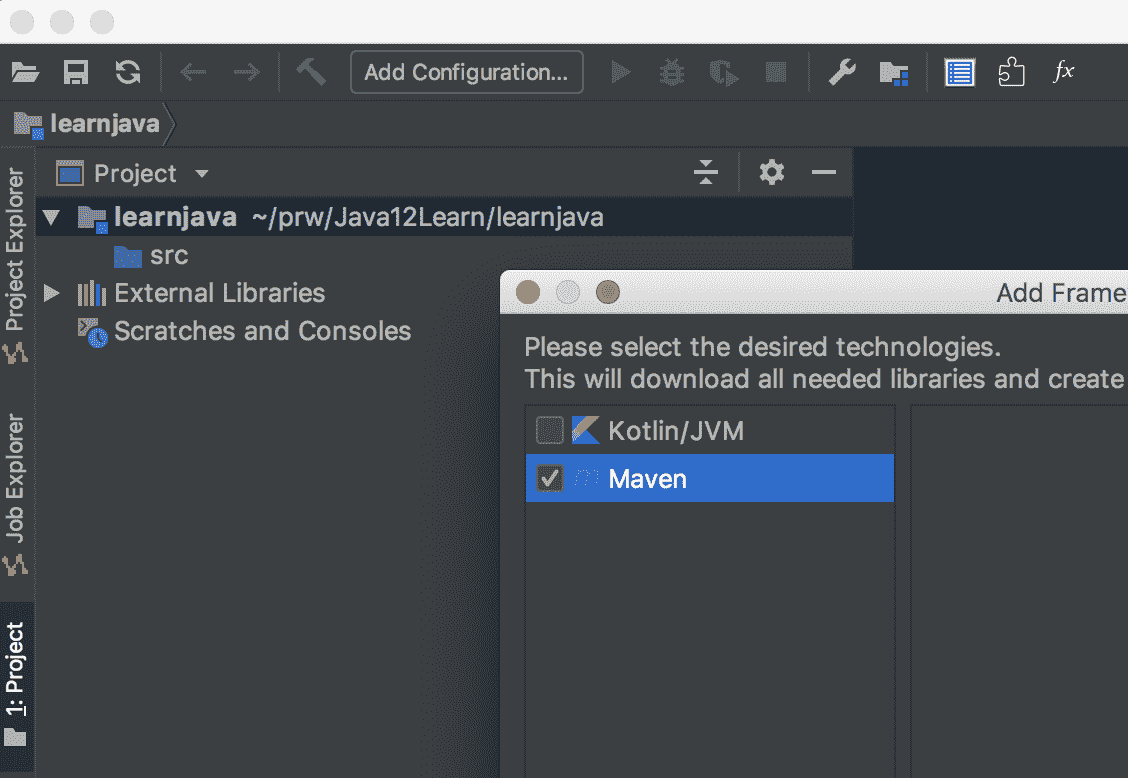 Add Configuration...
fx
learnjava
Project
learnjava ~/prw/Java12Learn/learnjava
src
External Libraries
Scratches and Consoles
Project Explorer
Job Explorer
1: Project
Add Frame
Please select the desired technologies.
This will download all needed libraries and create
Kotlin/JVM
Maven